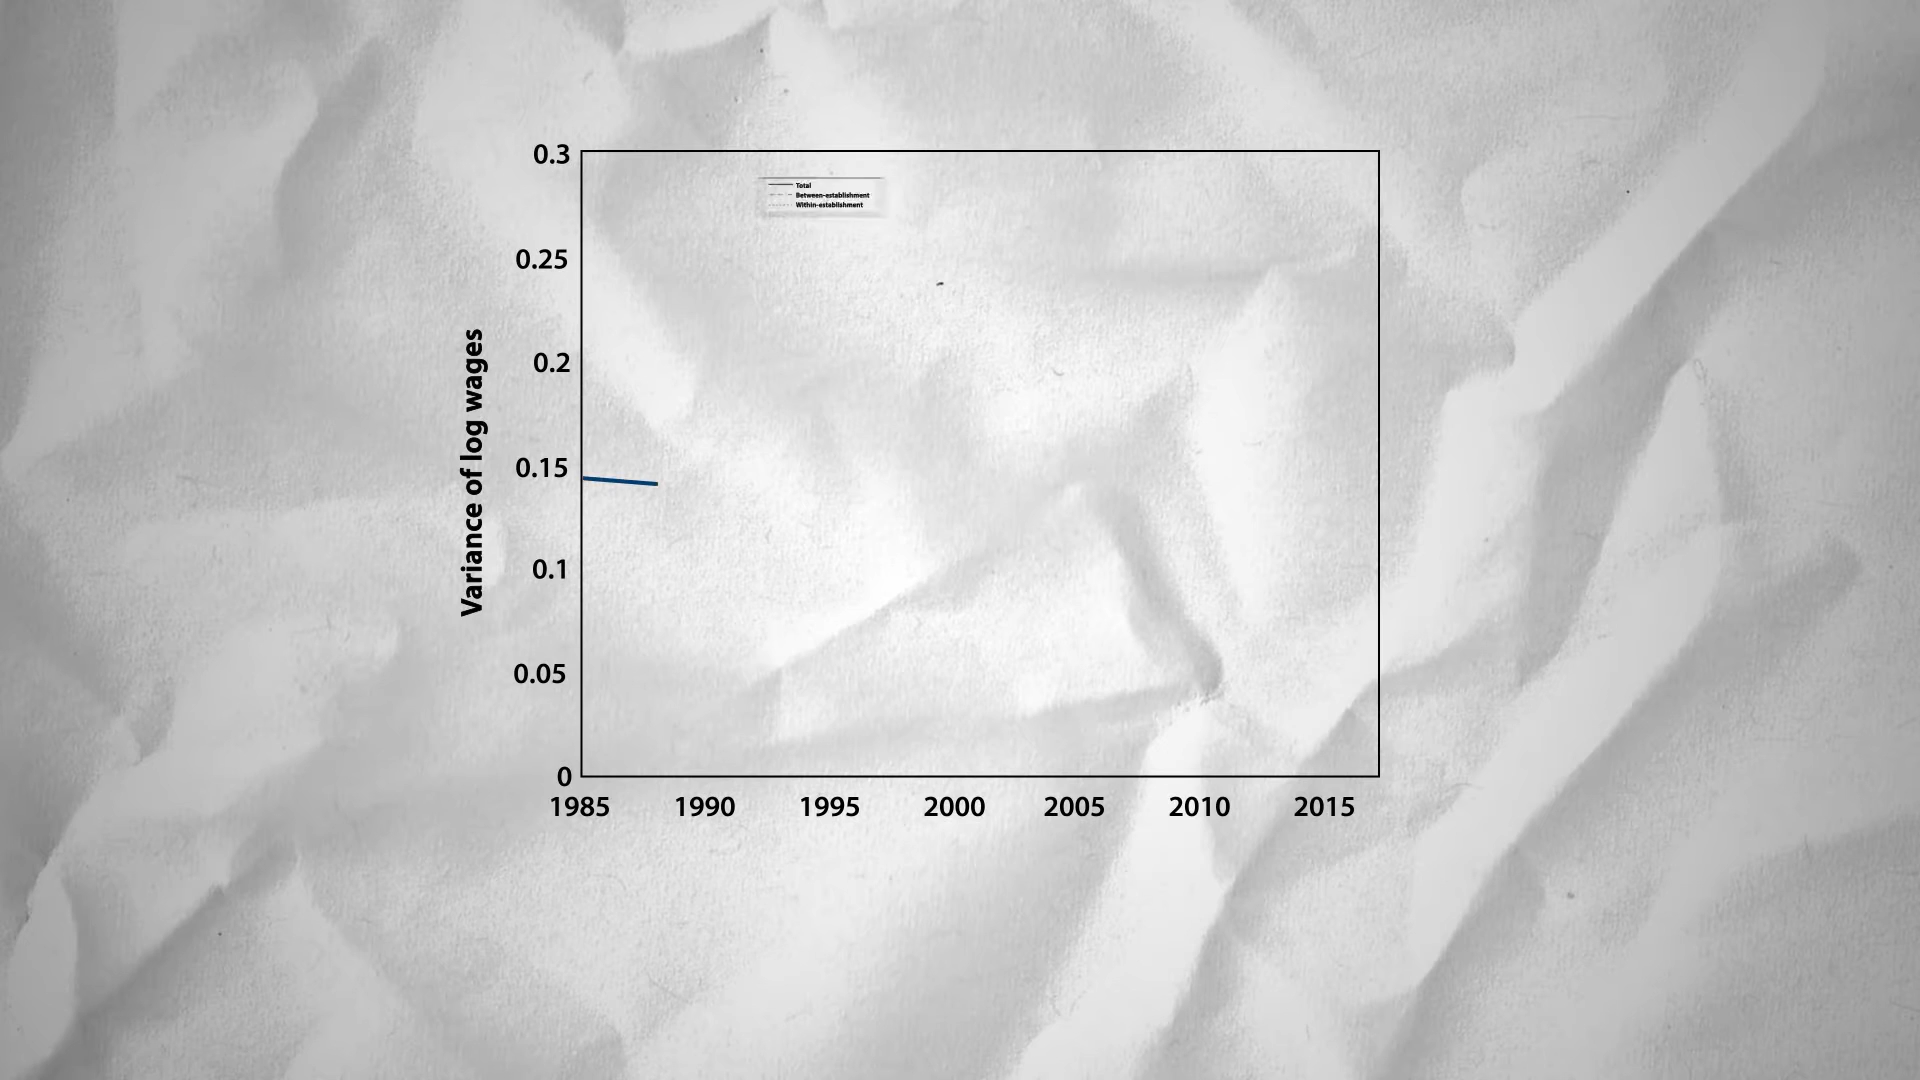 0.3
Total
Between-establishment
Within-establishment
0.25
0.2
0.15
0.1
0.05
0
Variance of log wages
1985 1990 1995 2000 2005 2010 2015